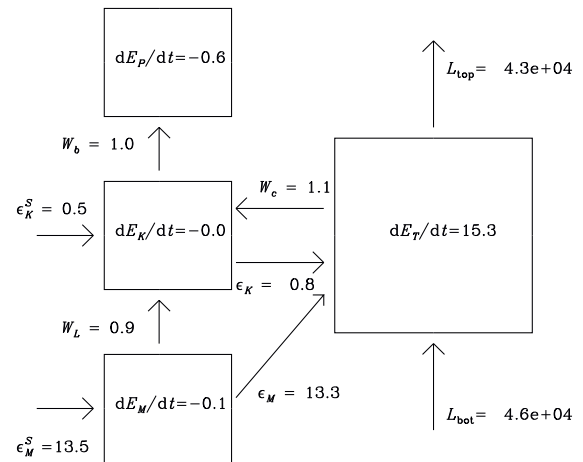 dE_P/dt=−0.6
L_top= 4.3e+04
W_b = 1.0
W_c = 1.1
ϵ_K^S = 0.5
dE_K/dt=−0.0
dE_T/dt=15.3
ϵ_K = 0.8
W_L = 0.9
dE_M/dt=−0.1
ϵ_M = 13.3
L_bot= 4.6e+04
ϵ_M^S =13.5